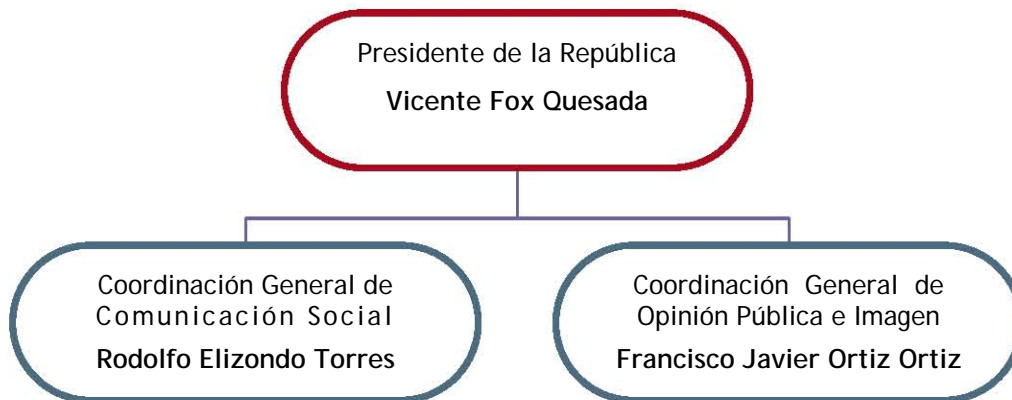 Presidente de la República
Vicente Fox Quesada
Coordinación General de
Comunicación Social
Rodolfo Elizondo Torres
Coordinación General de
Opinión Pública e Imagen
Francisco Javier Ortiz Ortiz